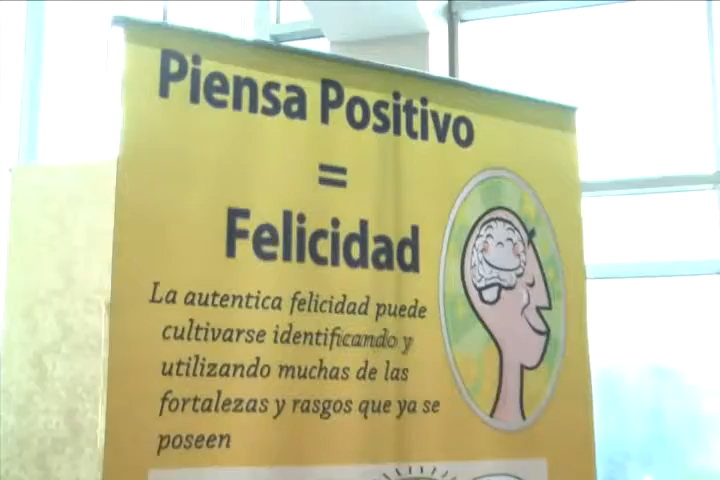 Piensa Positivo
=
Felicidad
La autentica felicidad puede
cultivarse identificando y
utilizando muchas de las
fortalezas y rasgos que ya se
poseen